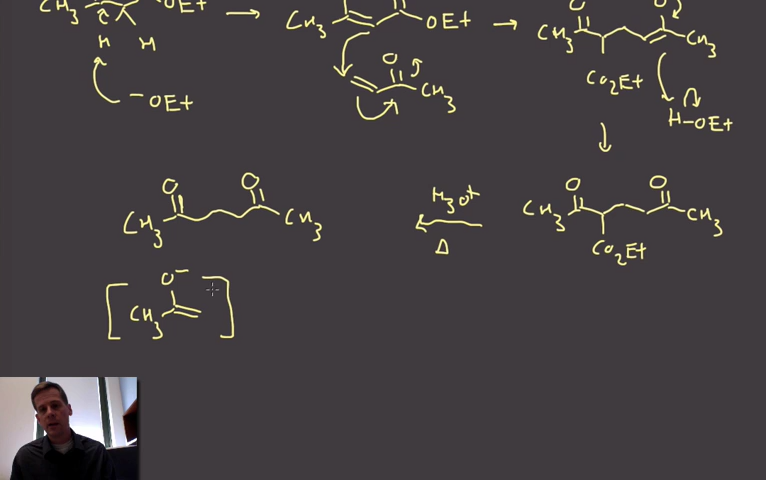 CH3 OEt
H H
-OEt
CH3 OEt
O
CH3
O O
CH3 CH3
CO2Et
H-OEt
O O
CH3 CH3
H3O+
Δ
O O
CH3 CH3
CO2Et
O-
CH3